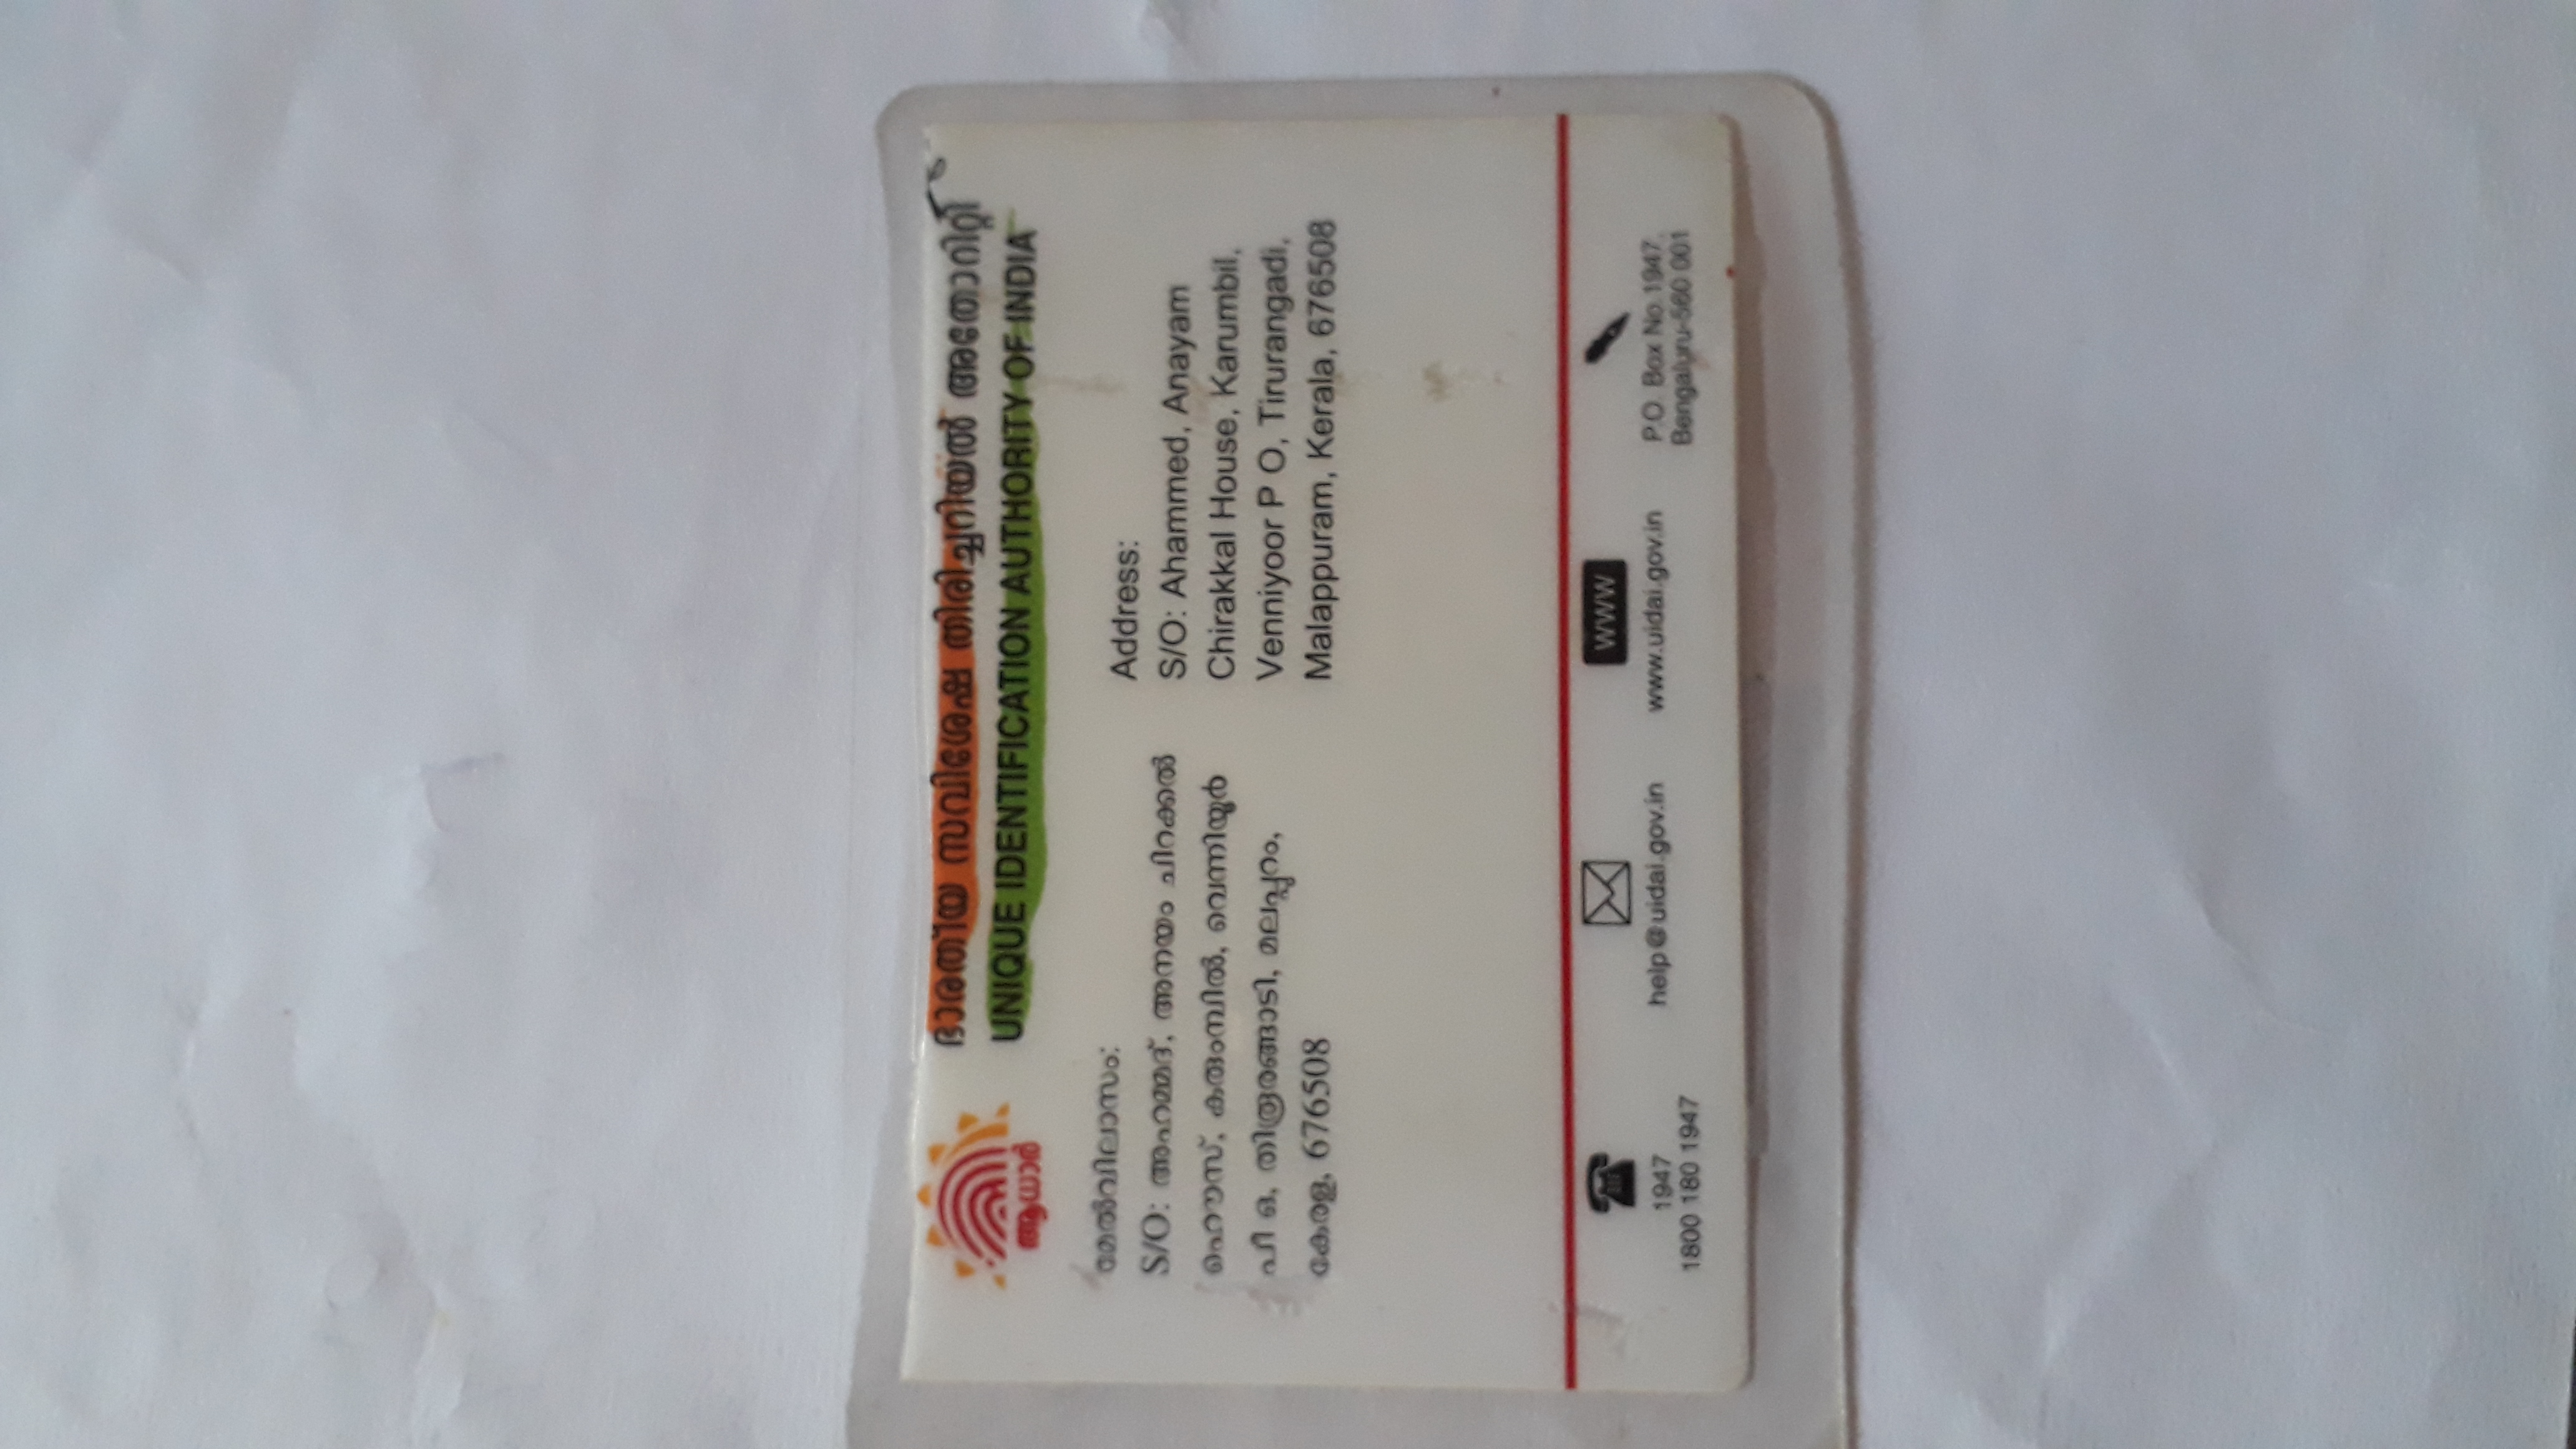 ഭാരതീയ സവിശേഷ തിരിച്ചറിയൽ അതോറിറ്റി
UNIQUE IDENTIFICATION AUTHORITY OF INDIA
ആധാർ
മേൽവിലാസം:
S/O: അഹമ്മദ്, അനയം ചിറക്കൽ
ഹൌസ്, കരുംമ്പിൽ, വെന്നിയൂർ
പീ ഒ, തിരൂരങ്ങാടി, മലപ്പുറം,
കേരള, 676508
Address:
S/O: Ahammed, Anayam
Chirakkal House, Karumbil,
Venniyoor P O, Tirurangadi,
Malappuram, Kerala, 676508
1947
1800 180 1947
help@uidai.gov.in
WWW
www.uidai.gov.in
P.O. Box No.1947,
Bengaluru-560 001